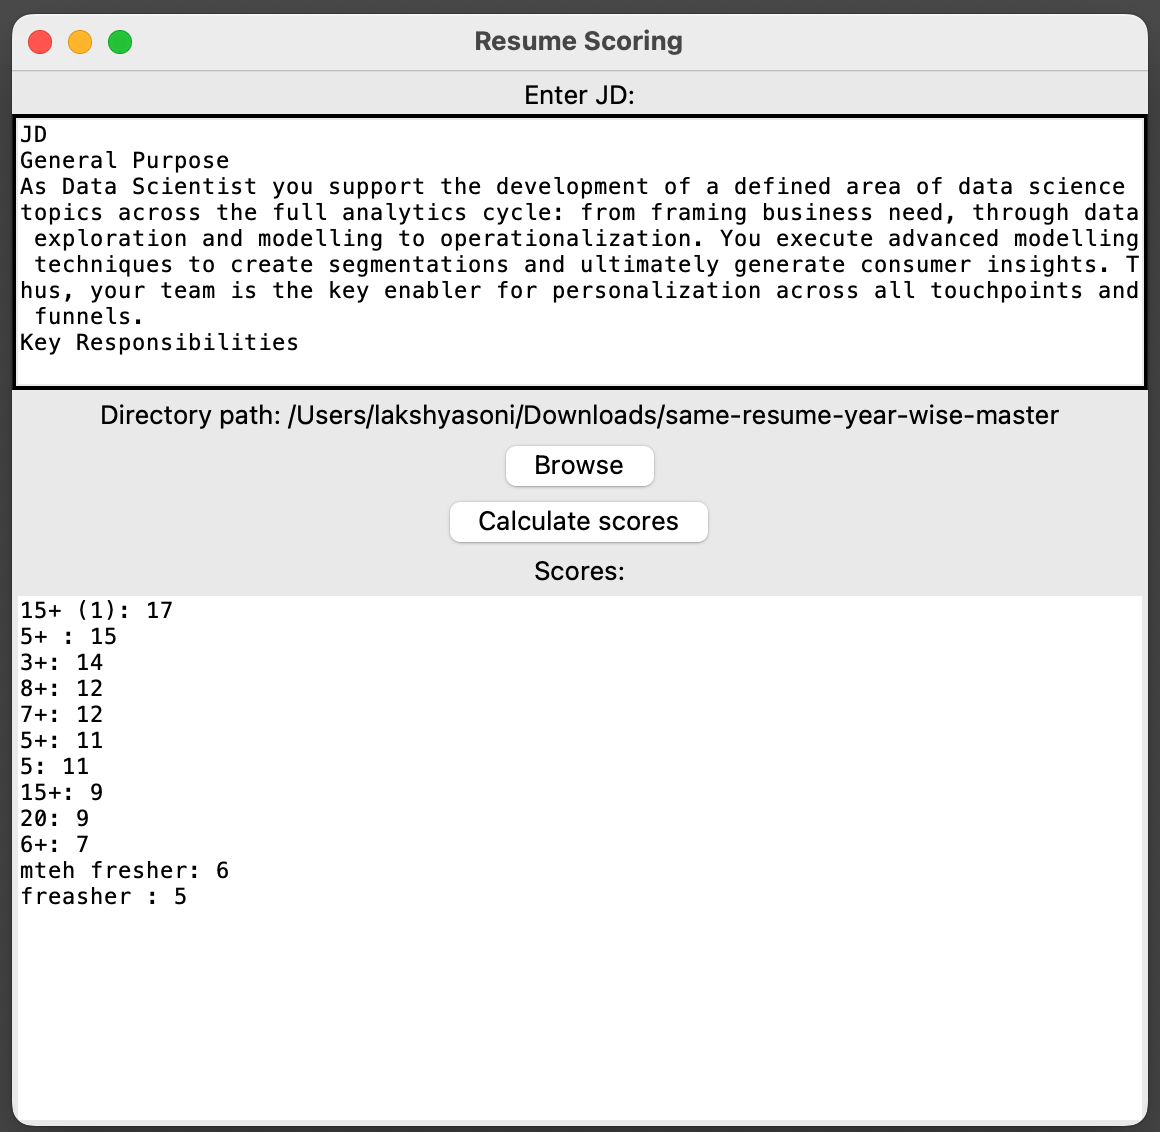 Resume Scoring
Enter JD:
JD
General Purpose
As Data Scientist you support the development of a defined area of data science
topics across the full analytics cycle: from framing business need, through data
exploration and modelling to operationalization. You execute advanced modelling
techniques to create segmentations and ultimately generate consumer insights. T
hus, your team is the key enabler for personalization across all touchpoints and
funnels.
Key Responsibilities
Directory path: /Users/lakshyasoni/Downloads/same-resume-year-wise-master
Browse
Calculate scores
Scores:
15+ (1): 17
5+ : 15
3+: 14
8+: 12
7+: 12
5+: 11
5: 11
15+: 9
20: 9
6+: 7
mteh fresher: 6
freasher : 5